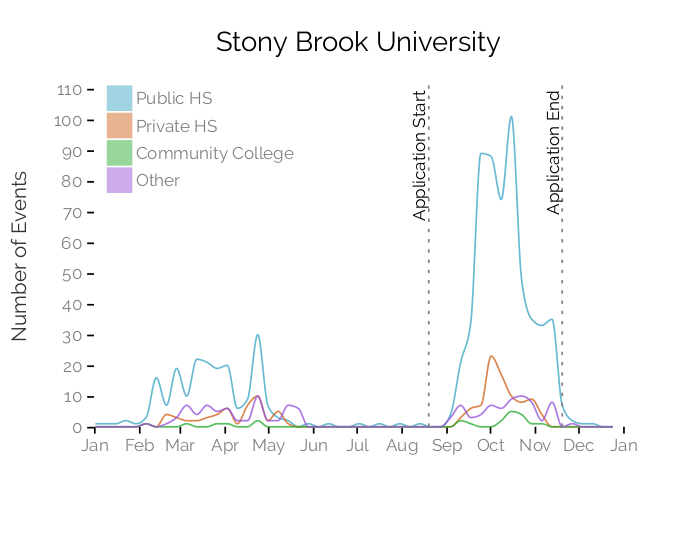 Stony Brook University
Number of Events
110
100
90
80
70
60
50
40
30
20
10
0
Public HS
Private HS
Community College
Other
Application Start
Application End
Jan Feb Mar Apr May Jun Jul Aug Sep Oct Nov Dec Jan